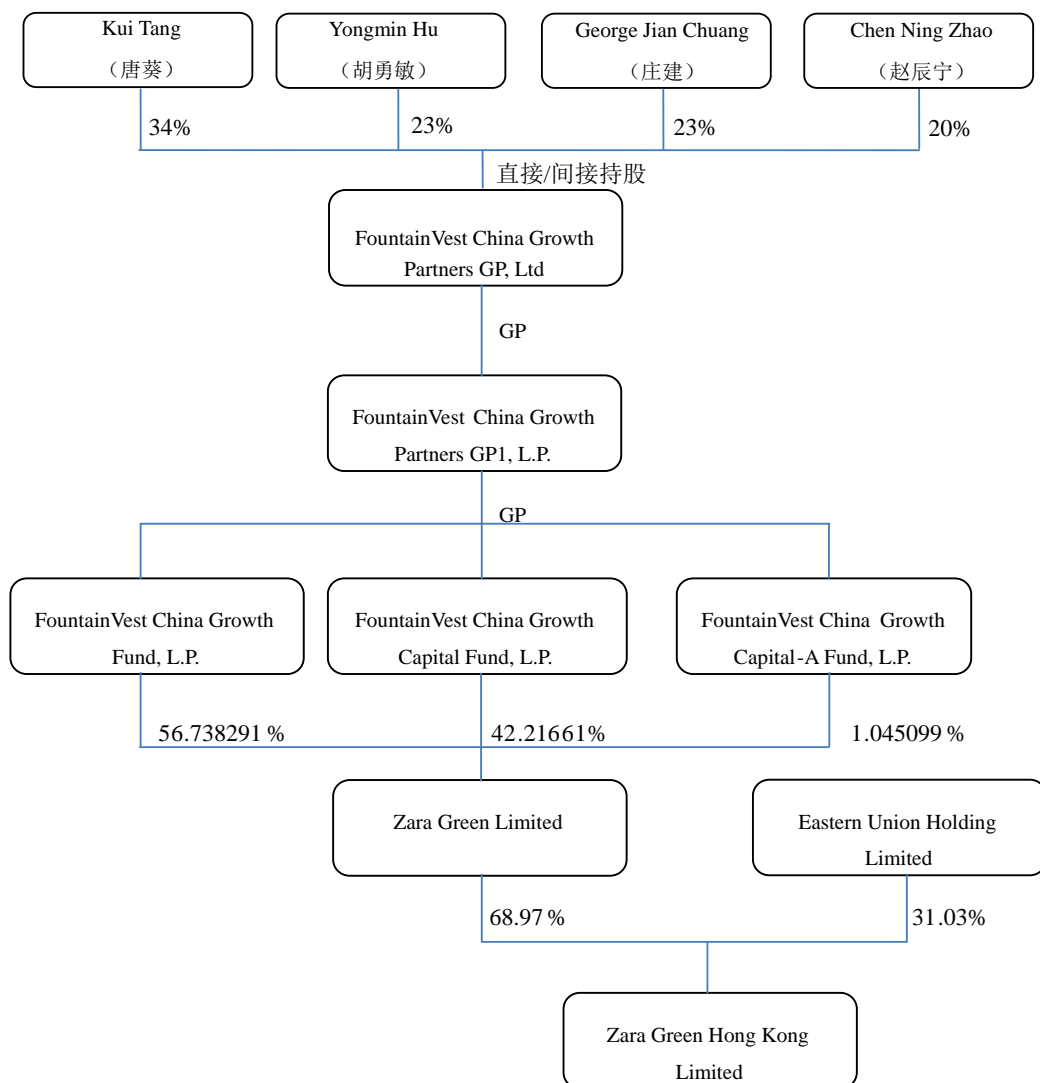 Kui Tang
（唐葵）
Yongmin Hu
（胡勇敏）
George Jian Chuang
（庄建）
Chen Ning Zhao
（赵辰宁）
34%
23%
23%
20%
直接/间接持股
FountainVest China Growth
Partners GP, Ltd
GP
FountainVest China Growth
Partners GP1, L.P.
GP
FountainVest China Growth
Fund, L.P.
FountainVest China Growth
Capital Fund, L.P.
FountainVest China Growth
Capital-A Fund, L.P.
56.738291%
42.21661%
1.045099%
Zara Green Limited
Eastern Union Holding
Limited
68.97%
31.03%
Zara Green Hong Kong
Limited